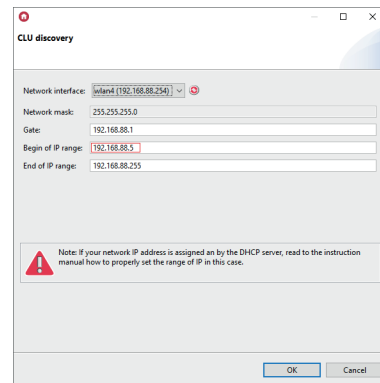 CLU discovery
Network interface: wlan4 (192.168.88.254)
Network mask: 255.255.255.0
Gate: 192.168.88.1
Begin of IP range: 192.168.88.5
End of IP range: 192.168.88.255
Note: If your network IP address is assigned an by the DHCP server, read to the instruction
manual how to properly set the range of IP in this case.
OK Cancel